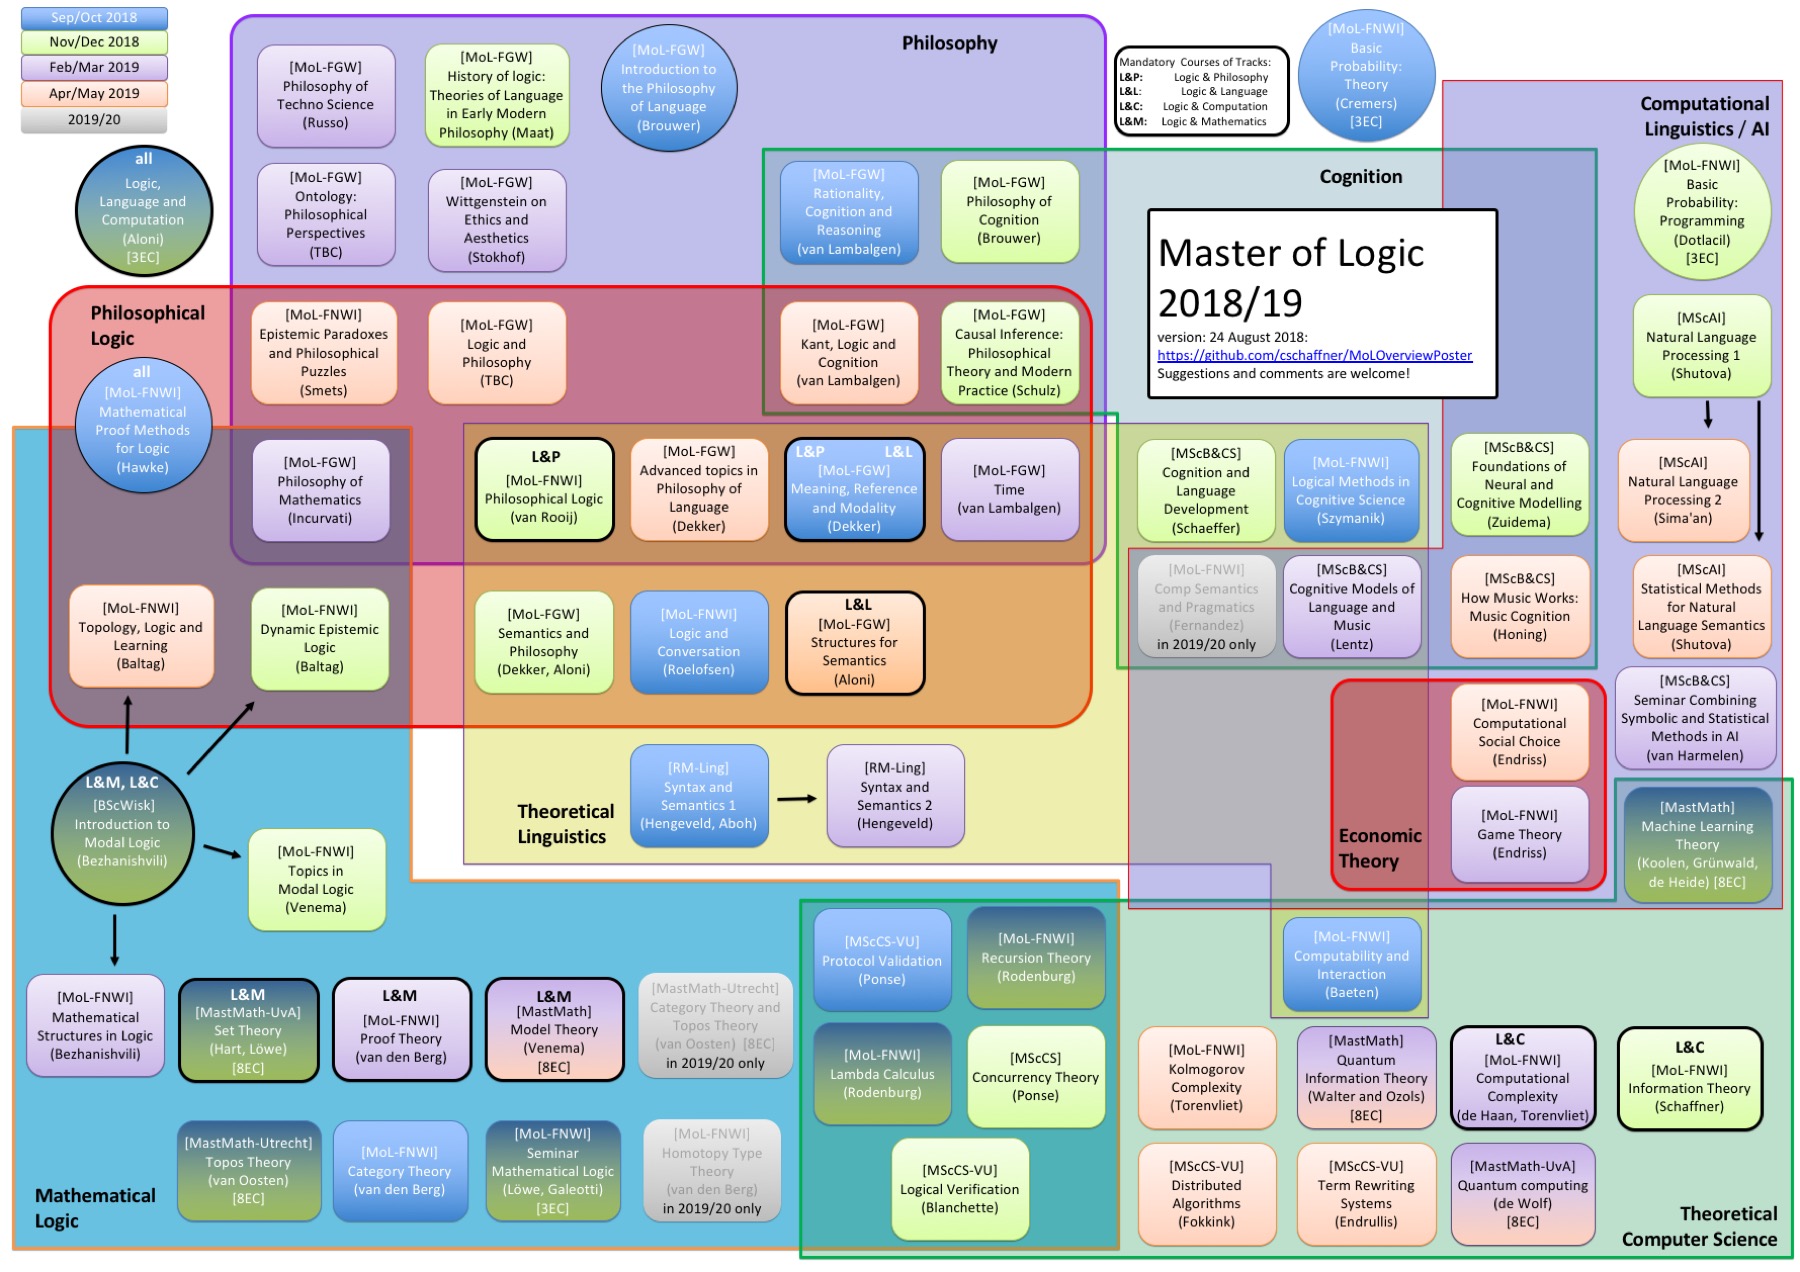 Sep/Oct 2018
Nov/Dec 2018
Feb/Mar 2019
Apr/May 2019
2019/20
Philosophy
Mandatory Courses of Tracks:
L&P: Logic & Philosophy
L&L: Logic & Language
L&C: Logic & Computation
L&M: Logic & Mathematics
[MoL-FNWI]
Basic
Probability:
Theory
(Cremers)
[3EC]
[MoL-FGW]
Philosophy of
Techno Science
(Russo)
[MoL-FGW]
History of logic:
Theories of Language
in Early Modern
Philosophy (Maat)
[MoL-FGW]
Introduction to
the Philosophy
of Language
(Brouwer)
Computational
Linguistics / AI
all
Logic,
Language and
Computation
(Aloni)
[3EC]
[MoL-FGW]
Ontology:
Philosophical
Perspectives
(TBC)
[MoL-FGW]
Wittgenstein on
Ethics and
Aesthetics
(Stokhof)
[MoL-FGW]
Rationality,
Cognition and
Reasoning
(van Lambalgen)
[MoL-FGW]
Philosophy of
Cognition
(Brouwer)
Cognition
[MoL-FNWI]
Basic
Probability:
Programming
(Dotlacil)
[3EC]
Master of Logic
2018/19
version: 24 August 2018:
https://github.com/cschaffner/MoLOverviewPoster
Suggestions and comments are welcome!
Philosophical
Logic
[MoL-FNWI]
Epistemic Paradoxes
and Philosophical
Puzzles
(Smets)
[MoL-FGW]
Logic and
Philosophy
(TBC)
[MoL-FGW]
Kant, Logic and
Cognition
(van Lambalgen)
[MoL-FGW]
Causal Inference:
Philosophical
Theory and Modern
Practice (Schulz)
[MScAI]
Natural Language
Processing 1
(Shutova)
all
[MoL-FNWI]
Mathematical
Proof Methods
for Logic
(Hawke)
[MoL-FGW]
Philosophy of
Mathematics
(Incurvati)
L&P
[MoL-FNWI]
Philosophical Logic
(van Rooij)
[MoL-FGW]
Advanced topics in
Philosophy of
Language
(Dekker)
L&P L&L
[MoL-FGW]
Meaning, Reference
and Modality
(Dekker)
[MoL-FGW]
Time
(van Lambalgen)
[MScB&CS]
Cognition and
Language
Development
(Schaeffer)
[MoL-FNWI]
Logical Methods in
Cognitive Science
(Szymanik)
[MScB&CS]
Foundations of
Neural and
Cognitive Modelling
(Zuidema)
[MScAI]
Natural Language
Processing 2
(Sima'an)
[MoL-FNWI]
Topology, Logic and
Learning
(Baltag)
[MoL-FNWI]
Dynamic Epistemic
Logic
(Baltag)
[MoL-FGW]
Semantics and
Philosophy
(Dekker, Aloni)
[MoL-FNWI]
Logic and
Conversation
(Roelofsen)
L&L
[MoL-FGW]
Structures for
Semantics
(Aloni)
[MoL-FNWI]
Comp Semantics
and Pragmatics
(Fernandez)
in 2019/20 only
[MScB&CS]
Cognitive Models of
Language and
Music
(Lentz)
[MScB&CS]
How Music Works:
Music Cognition
(Honing)
[MScAI]
Statistical Methods
for Natural
Language Semantics
(Shutova)
[MScB&CS]
Seminar Combining
Symbolic and Statistical
Methods in AI
(van Harmelen)
L&M, L&C
[BScWisk]
Introduction to
Modal Logic
(Bezhanishvili)
Theoretical
Linguistics
[RM-Ling]
Syntax and
Semantics 1
(Hengeveld, Aboh)
[RM-Ling]
Syntax and
Semantics 2
(Hengeveld)
Economic
Theory
[MoL-FNWI]
Computational
Social Choice
(Endriss)
[MoL-FNWI]
Game Theory
(Endriss)
[MastMath]
Machine Learning
Theory
(Koolen, Grünwald,
de Heide) [8EC]
[MoL-FNWI]
Topics in
Modal Logic
(Venema)
[MScCS-VU]
Protocol Validation
(Ponse)
[MoL-FNWI]
Recursion Theory
(Rodenburg)
[MoL-FNWI]
Computability and
Interaction
(Baeten)
[MoL-FNWI]
Mathematical
Structures in Logic
(Bezhanishvili)
L&M
[MastMath-UvA]
Set Theory
(Hart, Löwe)
[8EC]
L&M
[MoL-FNWI]
Proof Theory
(van den Berg)
L&M
[MastMath]
Model Theory
(Venema)
[8EC]
[MastMath-Utrecht]
Category Theory and
Topos Theory
(van Oosten) [8EC]
in 2019/20 only
[MoL-FNWI]
Lambda Calculus
(Rodenburg)
[MScCS]
Concurrency Theory
(Ponse)
[MoL-FNWI]
Kolmogorov
Complexity
(Torenvliet)
[MastMath]
Quantum
Information Theory
(Walter and Ozols)
[8EC]
L&C
[MoL-FNWI]
Computational
Complexity
(de Haan, Torenvliet)
L&C
[MoL-FNWI]
Information Theory
(Schaffner)
Mathematical
Logic
[MastMath-Utrecht]
Topos Theory
(van Oosten)
[8EC]
[MoL-FNWI]
Category Theory
(van den Berg)
[MoL-FNWI]
Seminar
Mathematical Logic
(Löwe, Galeotti)
[3EC]
[MoL-FNWI]
Homotopy Type
Theory
(van den Berg)
in 2019/20 only
[MScCS-VU]
Logical Verification
(Blanchette)
[MScCS-VU]
Distributed
Algorithms
(Fokkink)
[MScCS-VU]
Term Rewriting
Systems
(Endrullis)
[MastMath-UvA]
Quantum computing
(de Wolf)
[8EC]
Theoretical
Computer Science